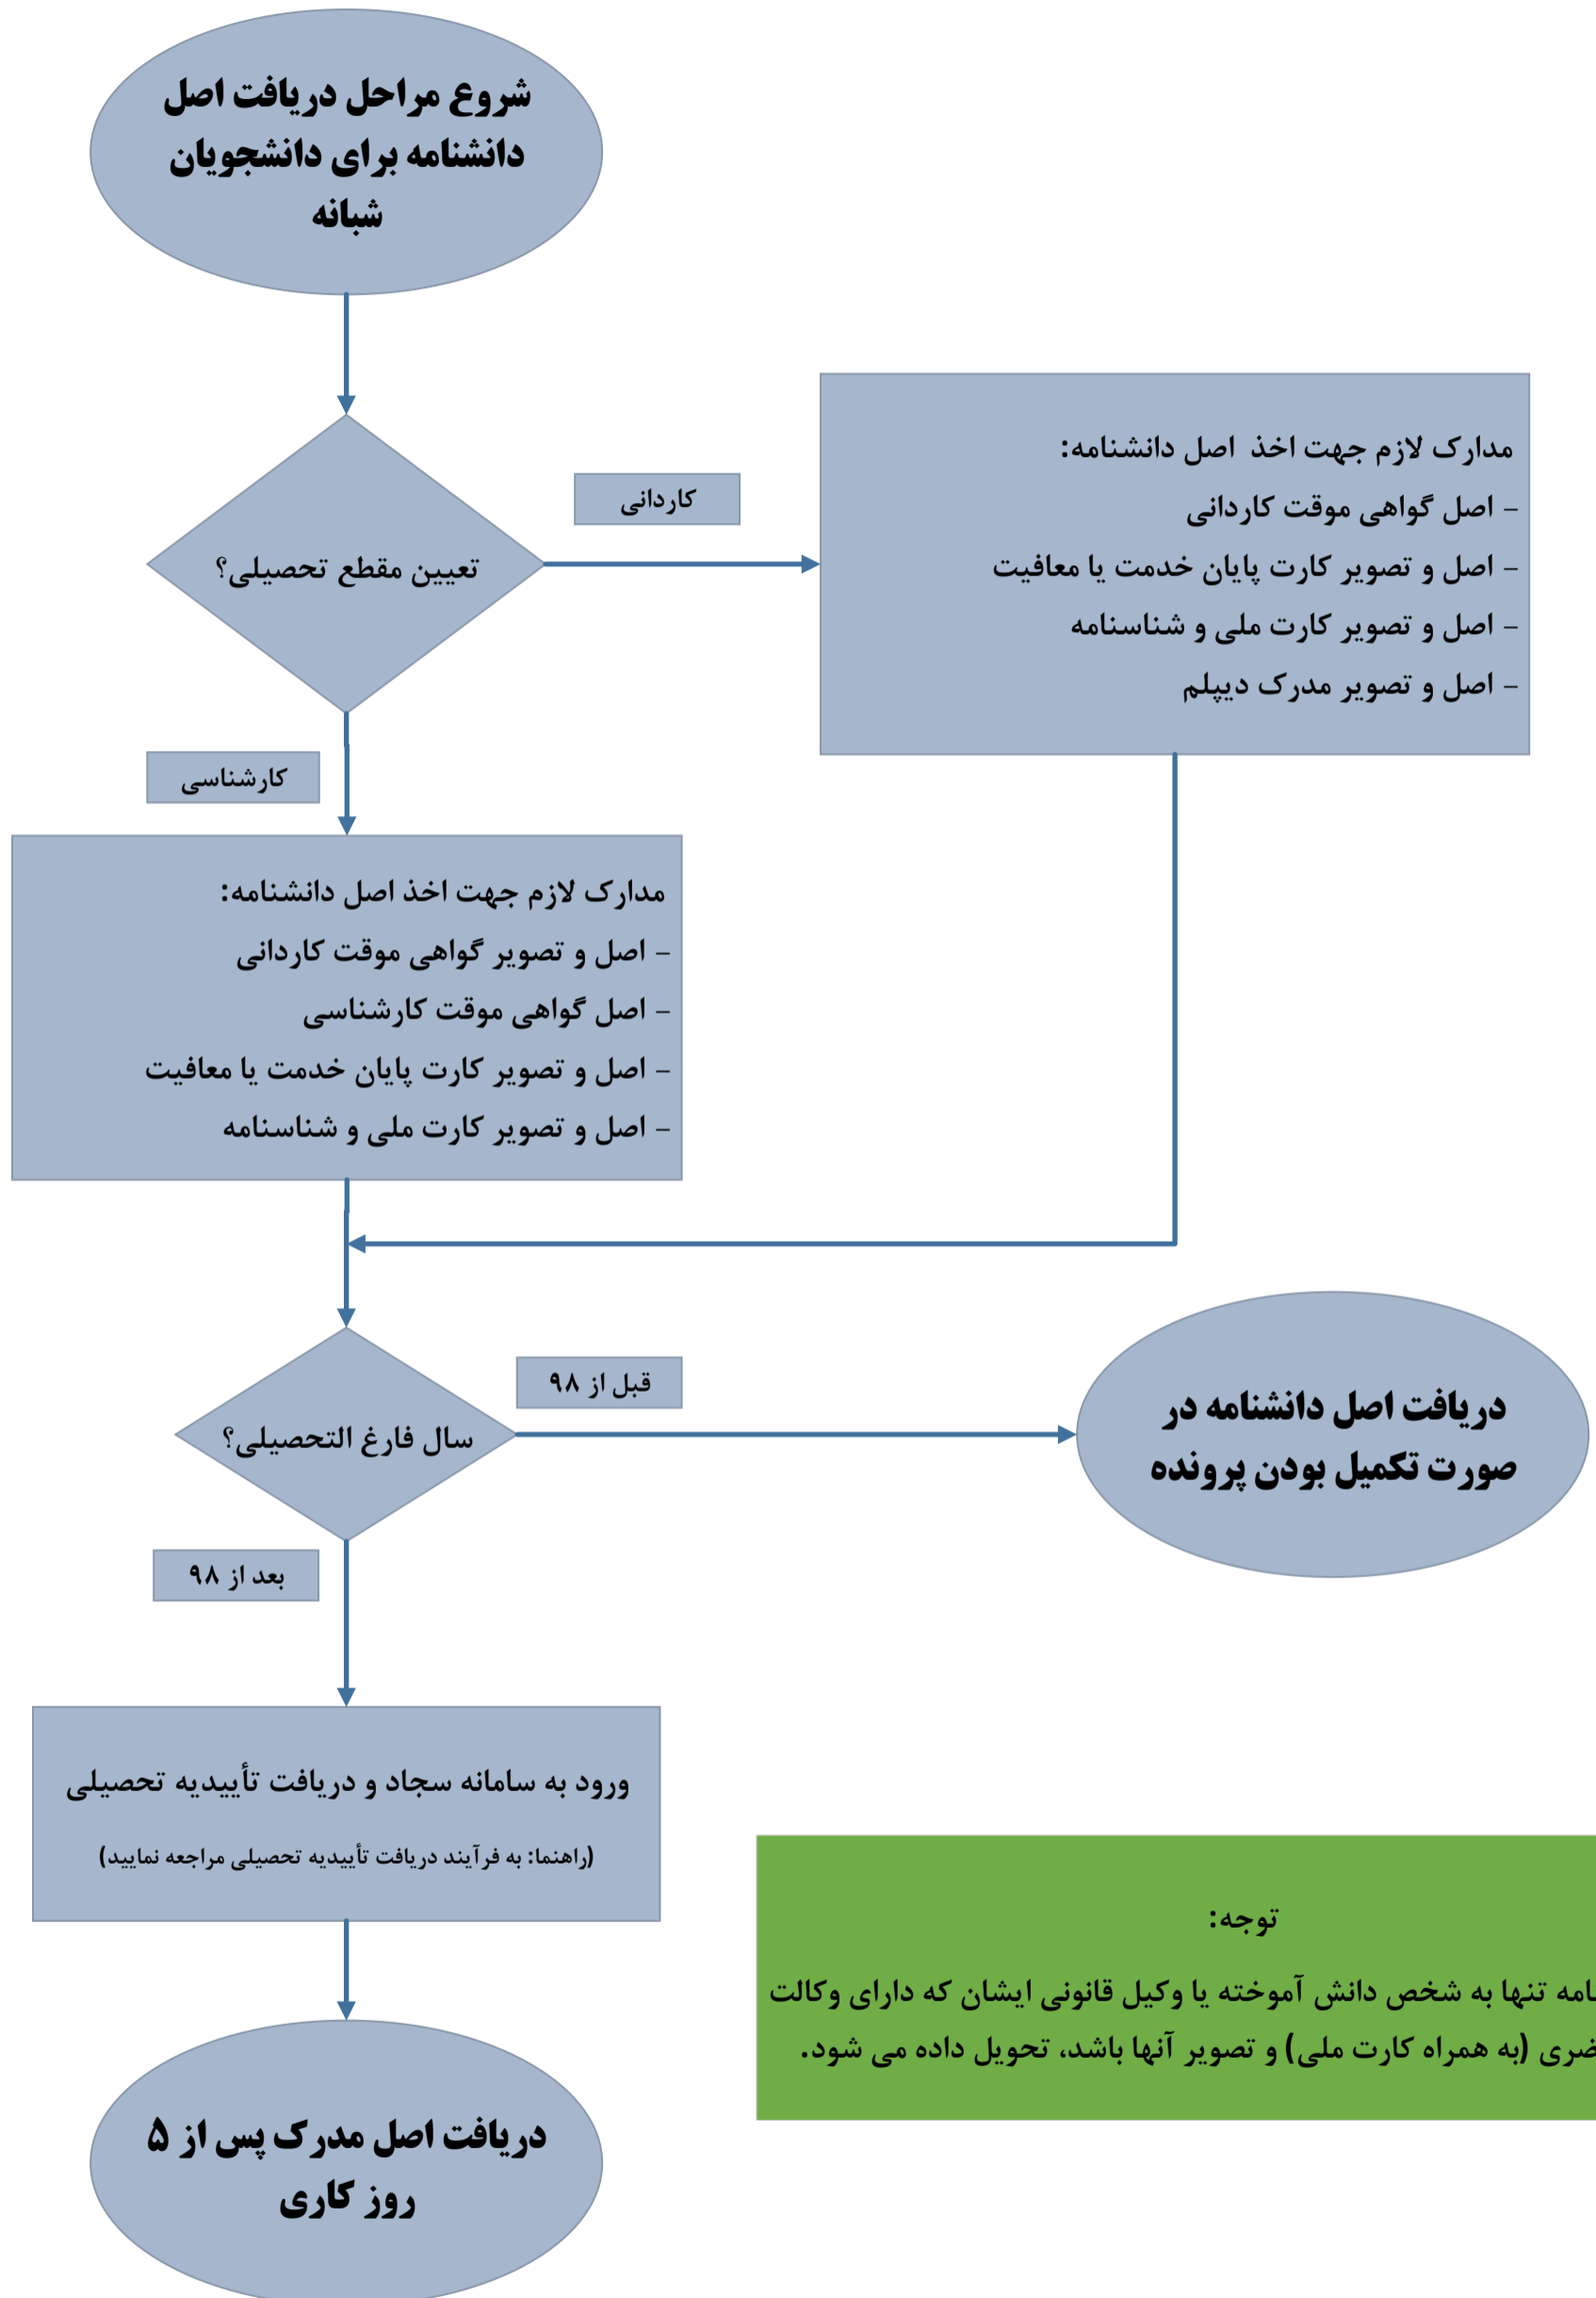 شروع مراحل دریافت اصل
دانشنامه برای دانشجویان
شبانه
تعیین مقطع تحصیلی؟
کاردانی
مدارک لازم جهت اخذ اصل دانشنامه:
- اصل گواهی موقت کاردانی
- اصل و تصویر کارت پایان خدمت یا معافیت
- اصل و تصویر کارت ملی و شناسنامه
- اصل و تصویر مدرک دیپلم
کارشناسی
مدارک لازم جهت اخذ اصل دانشنامه:
- اصل و تصویر گواهی موقت کاردانی
- اصل گواهی موقت کارشناسی
- اصل و تصویر کارت پایان خدمت یا معافیت
- اصل و تصویر کارت ملی و شناسنامه
سال فارغ التحصیلی؟
قبل از ۹۸
دریافت اصل دانشنامه در
صورت تکمیل بودن پرونده
بعد از ۹۸
ورود به سامانه سجاد و دریافت تأییدیه تحصیلی
(راهنما: به فرآیند دریافت تأییدیه تحصیلی مراجعه نمایید)
توجه:
تنها به شخص دانش آموخته یا وکیل قانونی ایشان که دارای وکالت
(به همراه کارت ملی) و تصویر آنها باشد، تحویل داده می شود.
دریافت اصل مدرک پس از ۵
روز کاری